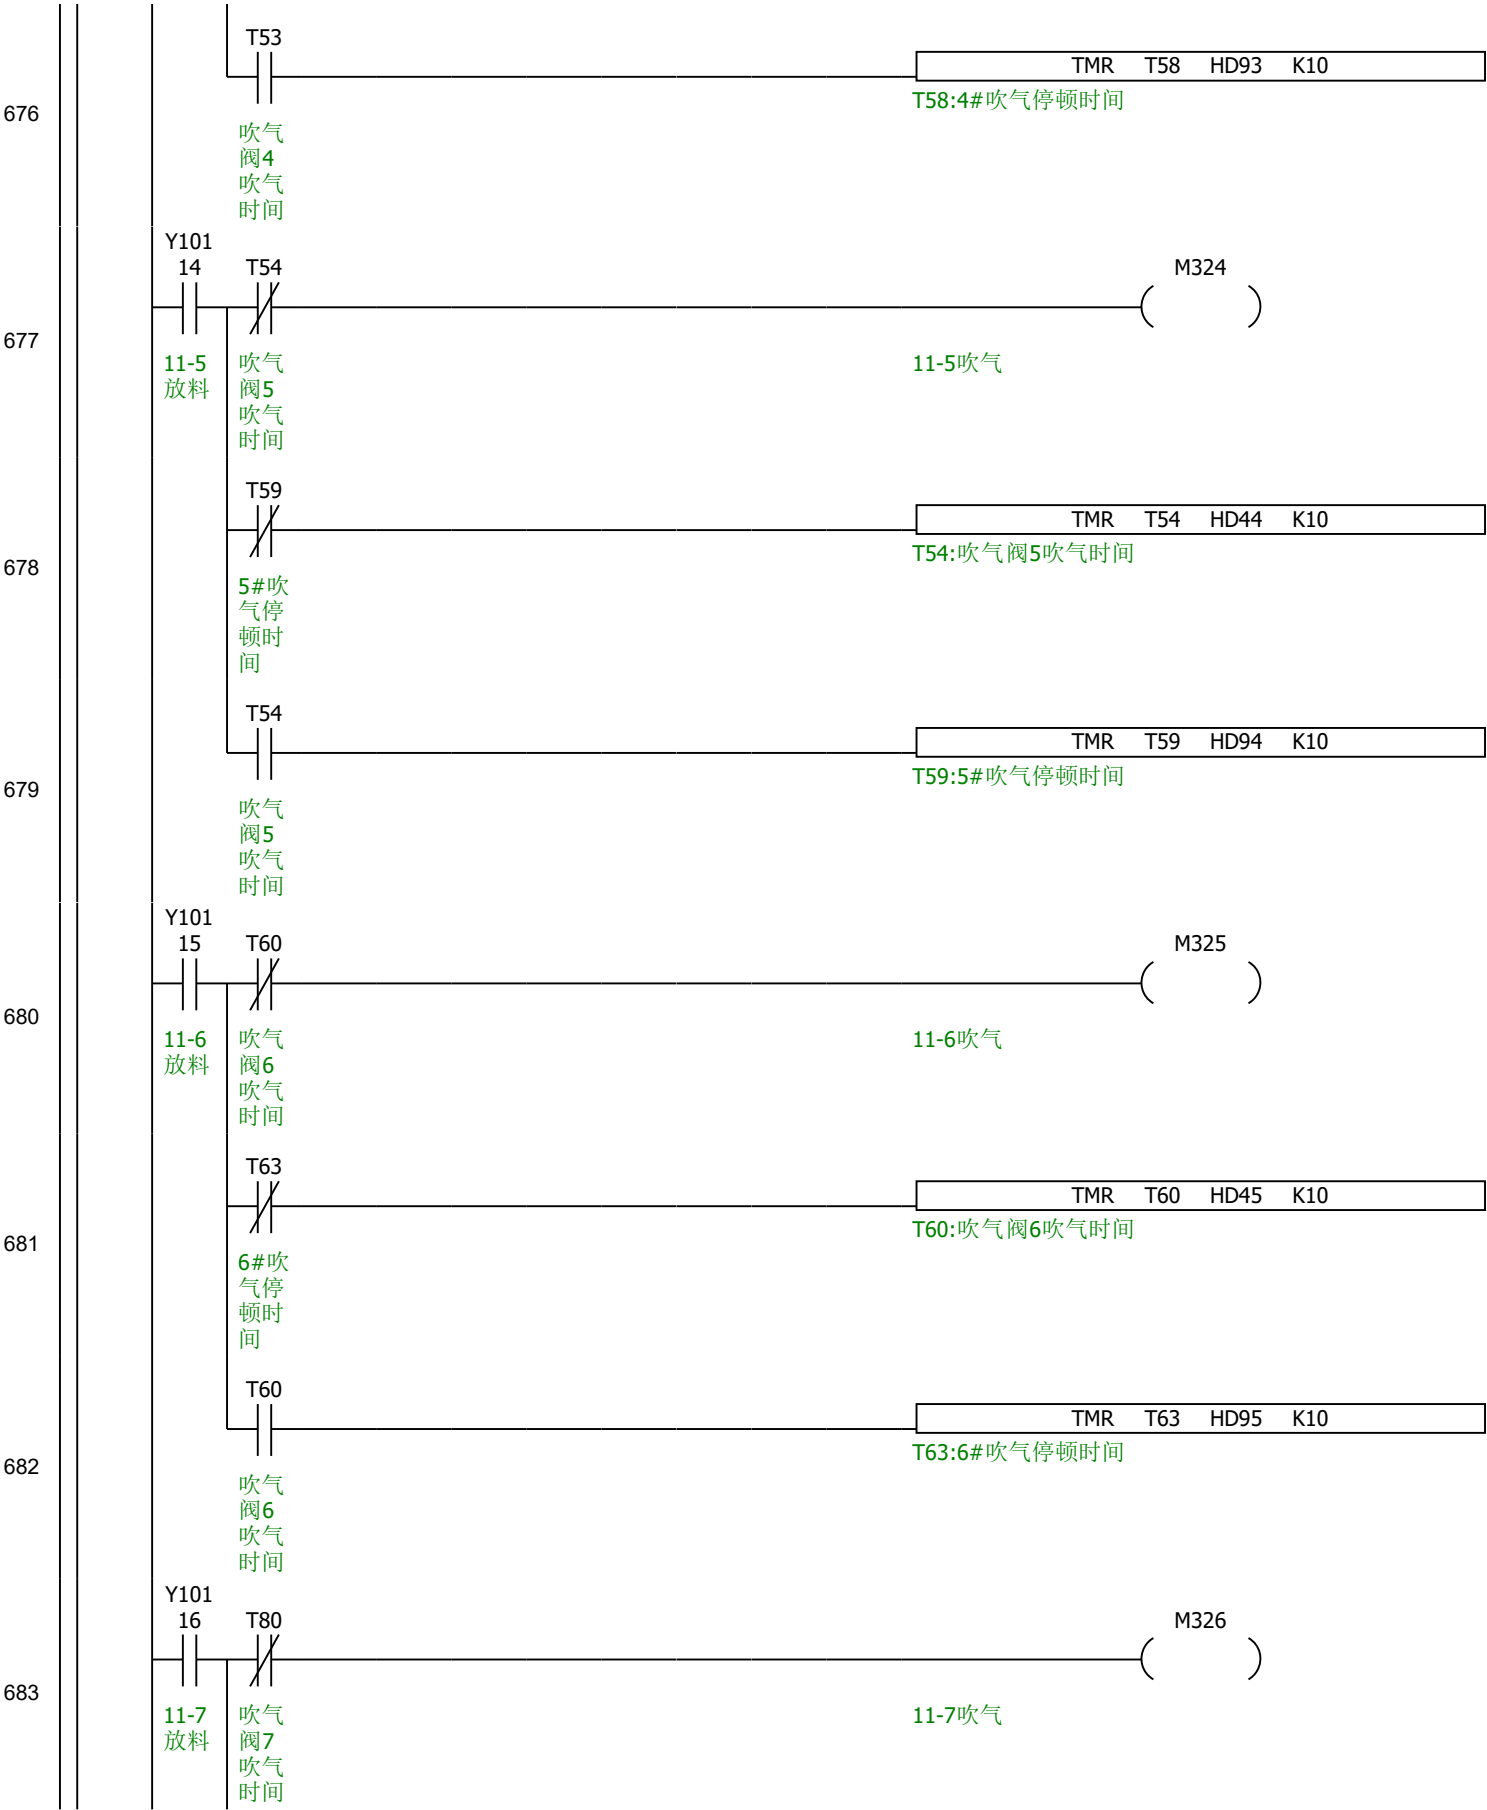 T53
TMR T58 HD93 K10
T58:4#吹气停顿时间
676
吹气
阀4
吹气
时间
Y101
14 T54 M324
677
11-5 吹气 11-5吹气
放料 阀5
吹气
时间
T59
TMR T54 HD44 K10
T54:吹气阀5吹气时间
678
5#吹
气停
顿时
间
T54
TMR T59 HD94 K10
T59:5#吹气停顿时间
679
吹气
阀5
吹气
时间
Y101
15 T60 M325
680
11-6 吹气 11-6吹气
放料 阀6
吹气
时间
T63
TMR T60 HD45 K10
T60:吹气阀6吹气时间
681
6#吹
气停
顿时
间
T60
TMR T63 HD95 K10
T63:6#吹气停顿时间
682
吹气
阀6
吹气
时间
Y101
16 T80 M326
683
11-7 吹气 11-7吹气
放料 阀7
吹气
时间